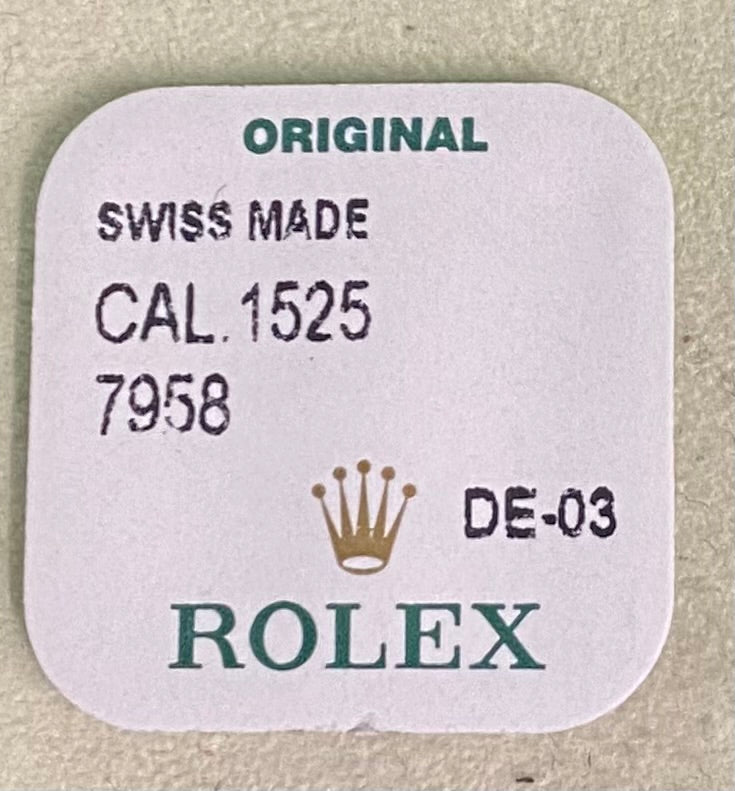 ORIGINAL
SWISS MADE
CAL. 1525
7958
DE-03
ROLEX